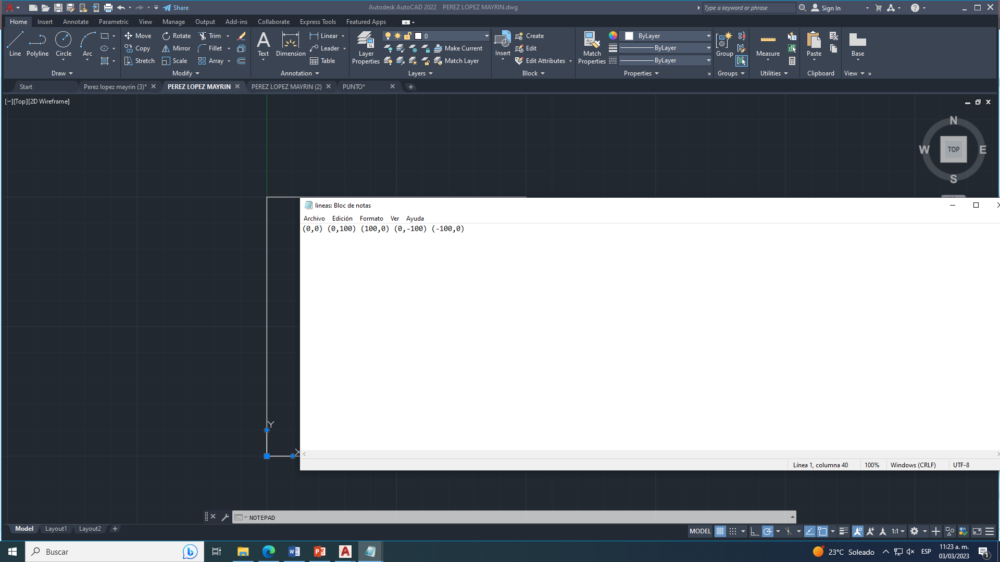 Share
Autodesk AutoCAD 2022 PEREZ LOPEZ MAYRIN.dwg
Type a keyword or phrase
Sign In
Home Insert Annotate Parametric View Manage Output Add-ins Collaborate Express Tools Featured Apps
Line Polyline Circle Arc
Draw
Move Rotate Trim
Copy Mirror Fillet
Stretch Scale Array
Modify
Text Dimension
Linear
Leader
Table
Annotation
Layer Properties
0
Make Current
Match Layer
Layers
Insert
Create
Edit
Edit Attributes
Block
Match Properties
ByLayer
ByLayer
ByLayer
Properties
Group
Groups
Measure
Utilities
Paste
Clipboard
Base
View
Start Perez lopez mayrin (3)* PEREZ LOPEZ MAYRIN PEREZ LOPEZ MAYRIN (2) PUNTO*
[−][Top][2D Wireframe]
N
W TOP E
S
lineas: Bloc de notas
Archivo Edición Formato Ver Ayuda
(0,0) (0,100) (100,0) (0,-100) (-100,0)
Y
X
Línea 1, columna 40 100% Windows (CRLF) UTF-8
NOTEPAD
Model Layout1 Layout2
MODEL 1:1
Buscar
23°C Soleado ESP 11:23 a. m.
03/03/2023
1